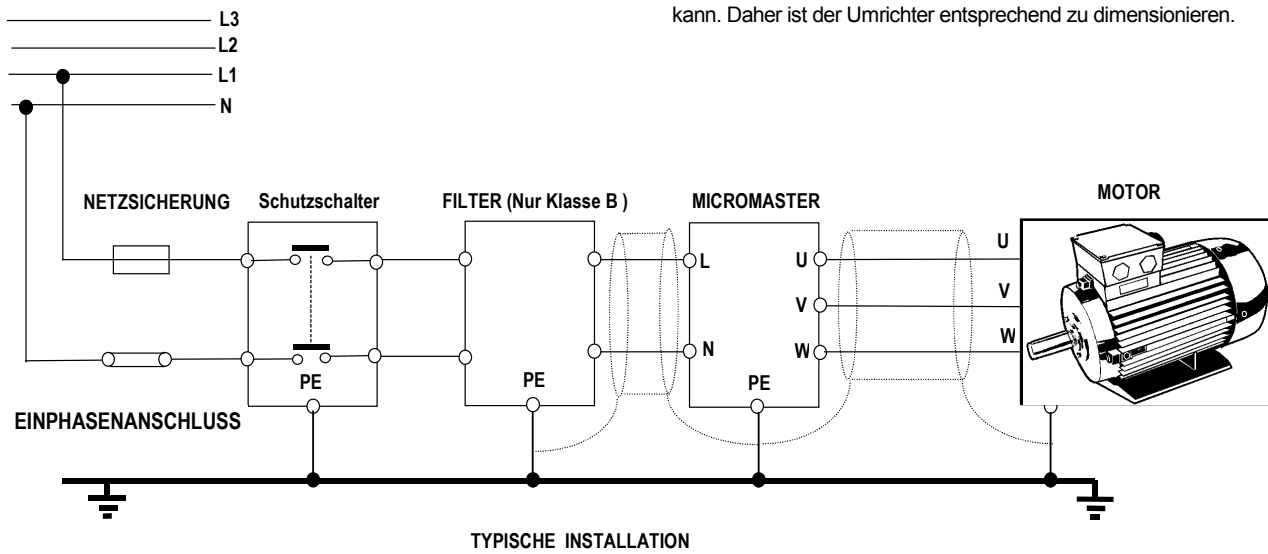 kann. Daher ist der Umrichter entsprechend zu dimensionieren.
L3
L2
L1
N
NETZSICHERUNG
Schutzschalter
FILTER (Nur Klasse B )
MICROMASTER
MOTOR
L
U
U
V
V
N
W
W
PE
PE
PE
EINPHASENANSCHLUSS
TYPISCHE INSTALLATION